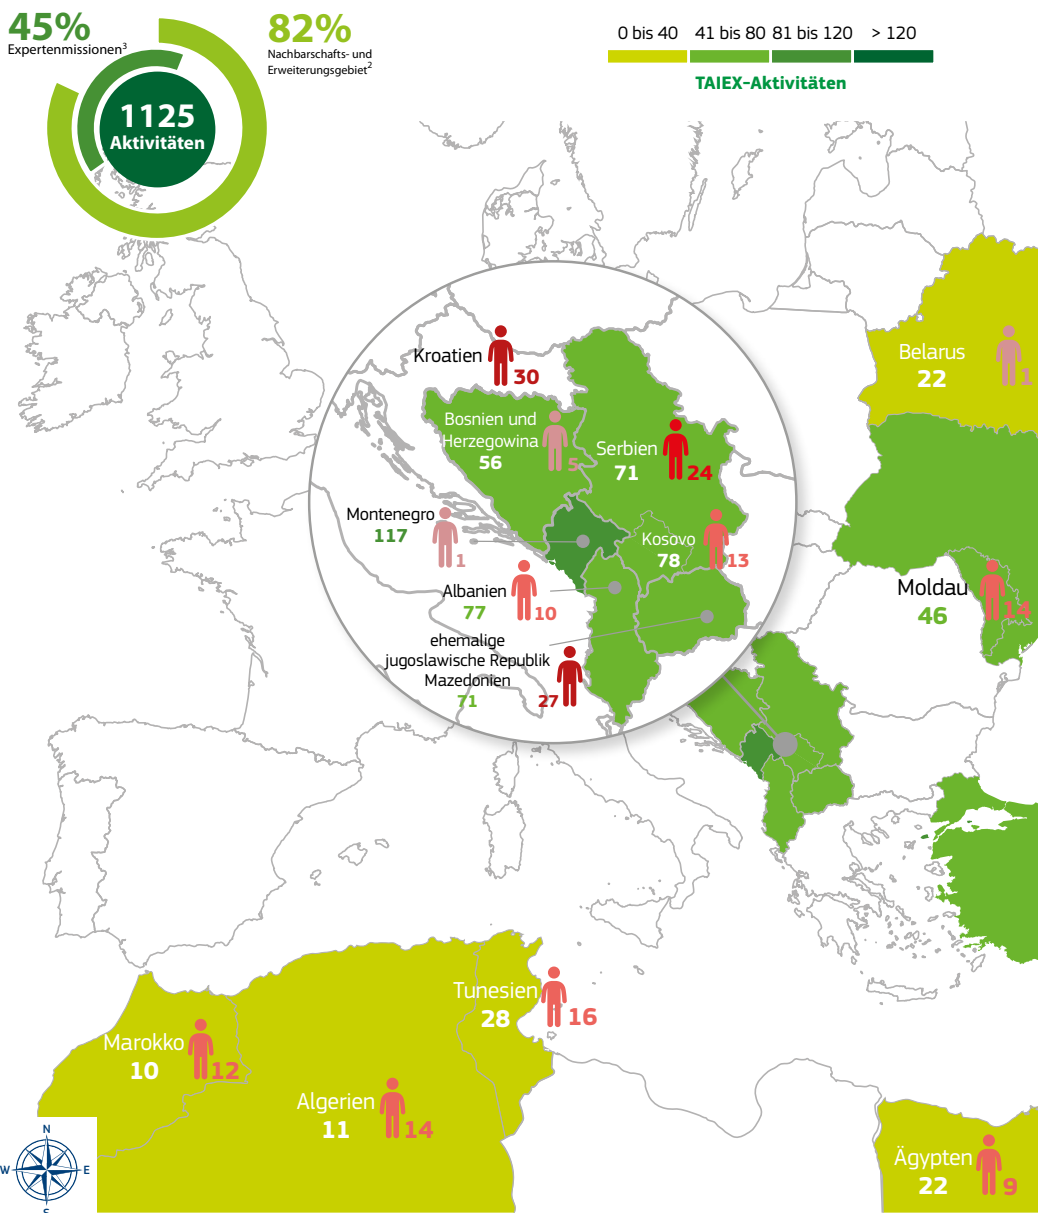 45%
Expertenmissionen³
82%
Nachbarschafts- und
Erweiterungsgebiet²
1125
Aktivitäten
0 bis 40
41 bis 80
81 bis 120
> 120
TAIEX-Aktivitäten
Belarus
22
1
Kroatien
30
Bosnien und
Herzegowina
56
5
Serbien
71
24
Montenegro
117
1
Kosovo
78
13
Albanien
77
10
ehemalige
jugoslawische Republik
Mazedonien
71
27
Moldau
46
14
Tunesien
28
16
Marokko
10
12
Algerien
11
14
Ägypten
22
9
N
W
E
S